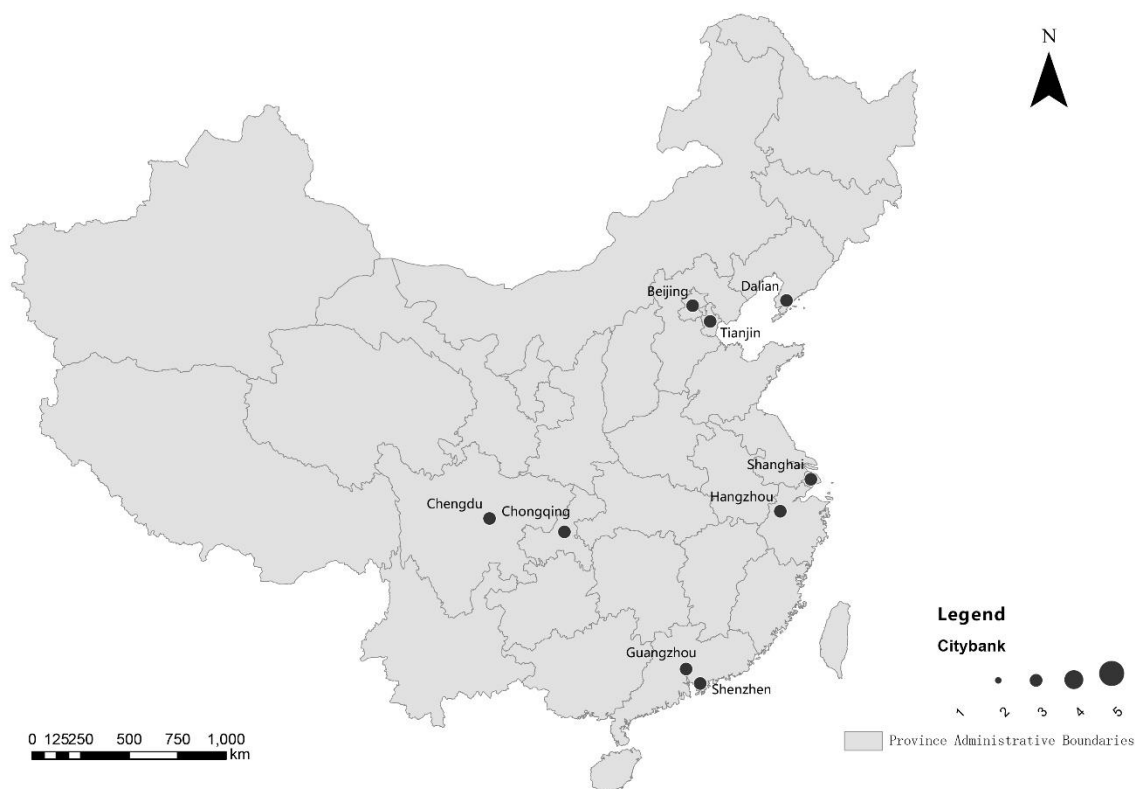 N
Beijing
Dalian
Tianjin
Shanghai
Hangzhou
Chengdu
Chongqing
Guangzhou
Shenzhen
Legend
Citybank
1 2 3 4 5
Province Administrative Boundaries
0 125250 500 750 1,000
km